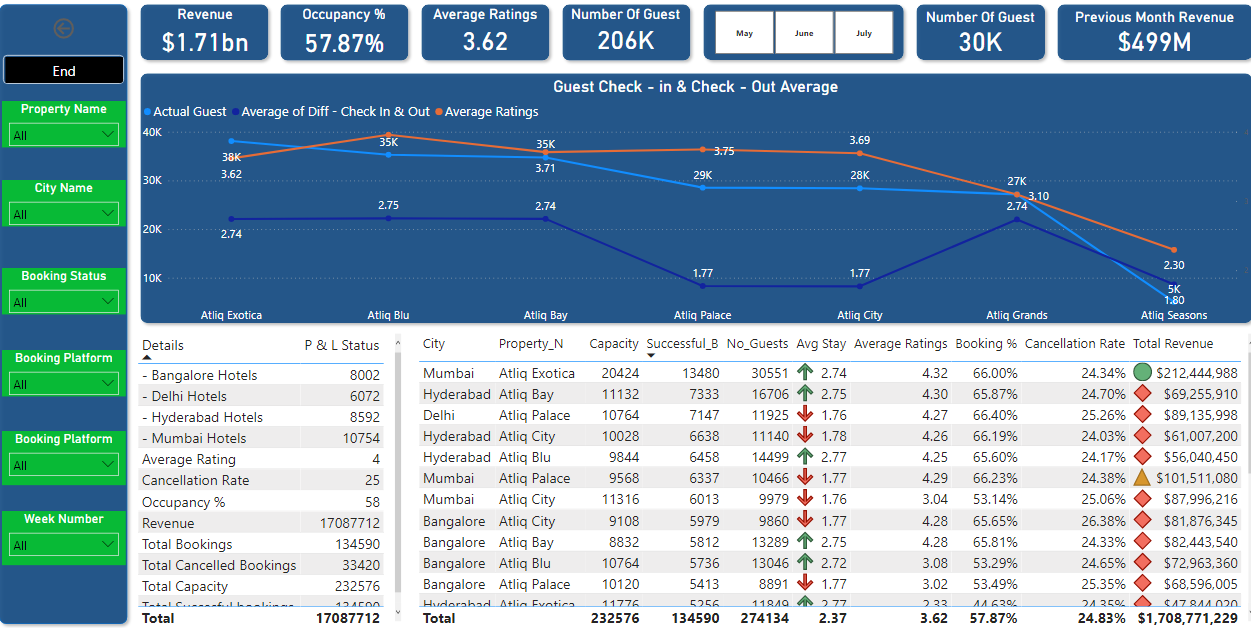 Revenue
$1.71bn
Occupancy %
57.87%
Average Ratings
3.62
Number Of Guest
206K
May
June
July
Number Of Guest
30K
Previous Month Revenue
$499M
End
Property Name
All
City Name
All
Booking Status
All
Booking Platform
All
Booking Platform
All
Week Number
All
Guest Check - in & Check - Out Average
Actual Guest Average of Diff - Check In & Out Average Ratings
40K
30K
20K
10K
38K
3.62
35K
35K
3.71
29K
3.75
3.69
28K
27K
3.10
2.30
2.74
2.75
2.74
1.77
1.77
2.74
5K
1.80
Atliq Exotica Atliq Blu Atliq Bay Atliq Palace Atliq City Atliq Grands Atliq Seasons
Details P & L Status
- Bangalore Hotels 8002
- Delhi Hotels 6072
- Hyderabad Hotels 8592
- Mumbai Hotels 10754
Average Rating 4
Cancellation Rate 25
Occupancy % 58
Revenue 17087712
Total Bookings 134590
Total Cancelled Bookings 33420
Total Capacity 232576
Total Succesful bookings 134590
Total 17087712
City Property_N Capacity Successful_B No_Guests Avg Stay Average Ratings Booking % Cancellation Rate Total Revenue
Mumbai Atliq Exotica 20424 13480 30551 2.74 4.32 66.00% 24.34% $212,444,988
Hyderabad Atliq Bay 11132 7333 16706 2.75 4.30 65.87% 24.70% $69,255,910
Delhi Atliq Palace 10764 7147 11925 1.76 4.27 66.40% 25.26% $89,135,998
Hyderabad Atliq City 10028 6638 11140 1.78 4.26 66.19% 24.03% $61,007,200
Hyderabad Atliq Blu 9844 6458 14499 2.77 4.25 65.60% 24.17% $56,040,450
Mumbai Atliq Palace 9568 6337 10466 1.77 4.29 66.23% 24.38% $101,511,080
Mumbai Atliq City 11316 6013 9979 1.76 3.04 53.14% 25.06% $87,996,216
Bangalore Atliq City 9108 5979 9860 1.77 4.28 65.65% 26.38% $81,876,345
Bangalore Atliq Bay 8832 5812 13289 2.75 4.28 65.81% 24.33% $82,443,540
Bangalore Atliq Blu 10764 5736 13046 2.72 3.08 53.29% 24.65% $72,963,360
Bangalore Atliq Palace 10120 5413 8891 1.77 3.02 53.49% 25.35% $68,596,005
Hyderabad Atliq Exotica 11776 5256 11849 2.77 2.33 44.63% 24.35% $47,844,020
Total 232576 134590 274134 2.37 3.62 57.87% 24.83% $1,708,771,229